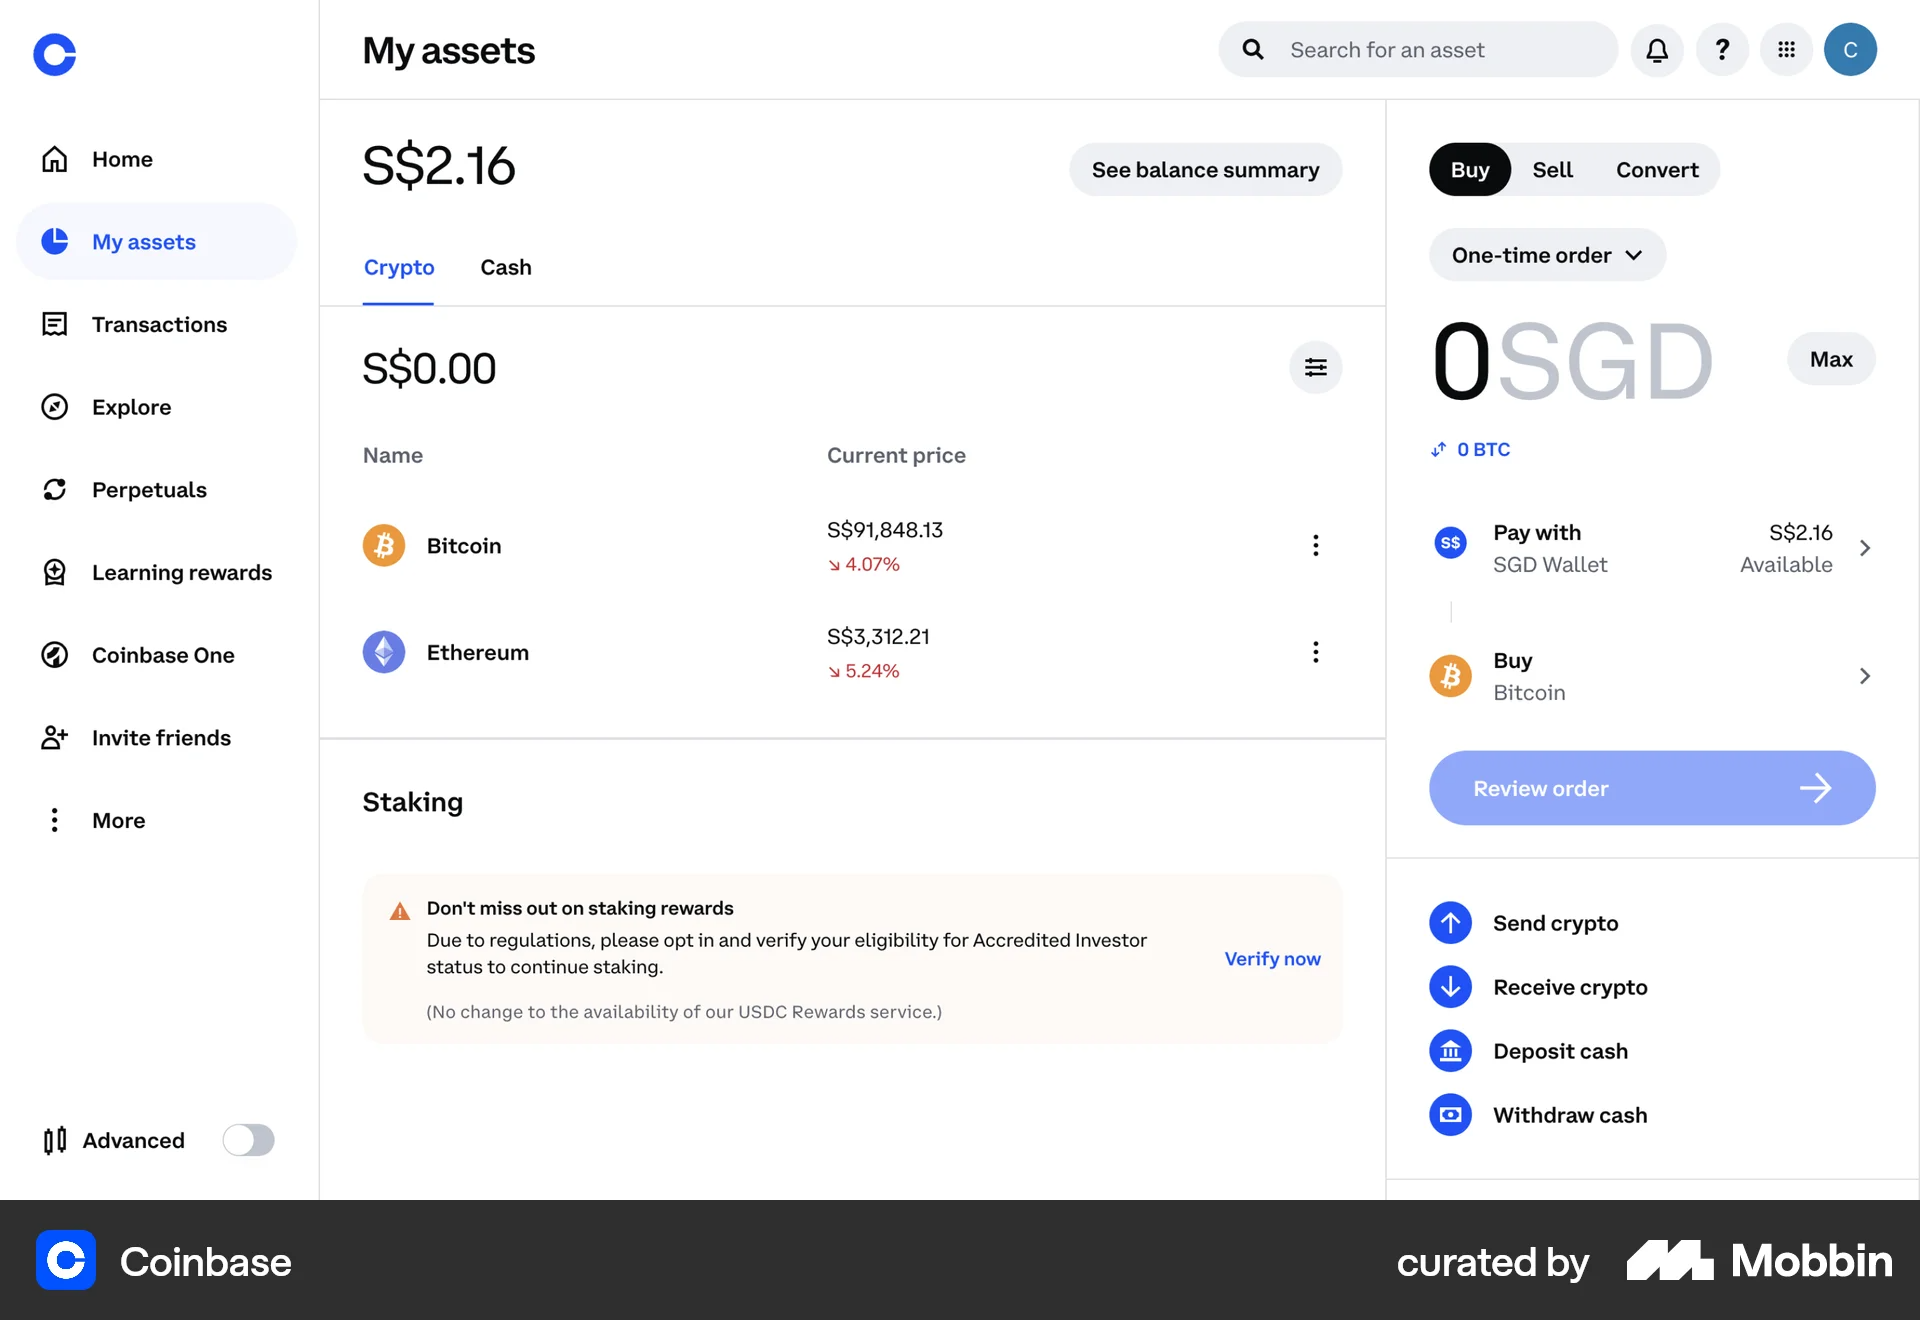 My assets
Search for an asset
?
C
Home
My assets
Transactions
Explore
Perpetuals
Learning rewards
Coinbase One
Invite friends
More
Advanced
S$2.16
See balance summary
Crypto
Cash
S$0.00
Name
Current price
Bitcoin
S$91,848.13
↘ 4.07%
Ethereum
S$3,312.21
↘ 5.24%
Staking
Don't miss out on staking rewards
Due to regulations, please opt in and verify your eligibility for Accredited Investor
status to continue staking.
(No change to the availability of our USDC Rewards service.)
Verify now
Buy
Sell
Convert
One-time order
0SGD
Max
0 BTC
S$
Pay with
SGD Wallet
S$2.16
Available
Buy
Bitcoin
Review order
Send crypto
Receive crypto
Deposit cash
Withdraw cash
Coinbase
curated by
Mobbin